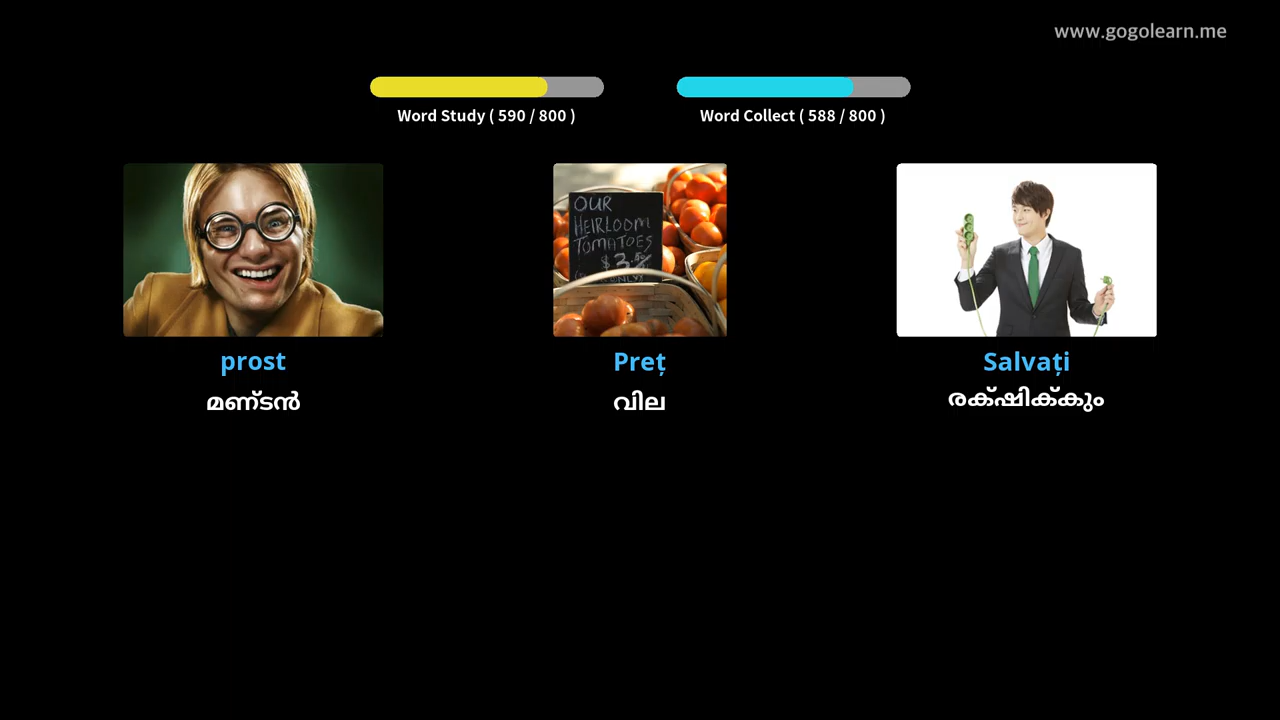 www.gogolearn.me
Word Study ( 590 / 800 )
Word Collect ( 588 / 800 )
OUR
HEIRLOOM
TOMATOES
prost
Preț
Salvați
മണ്ടൻ
വില
രക്ഷിക്കും